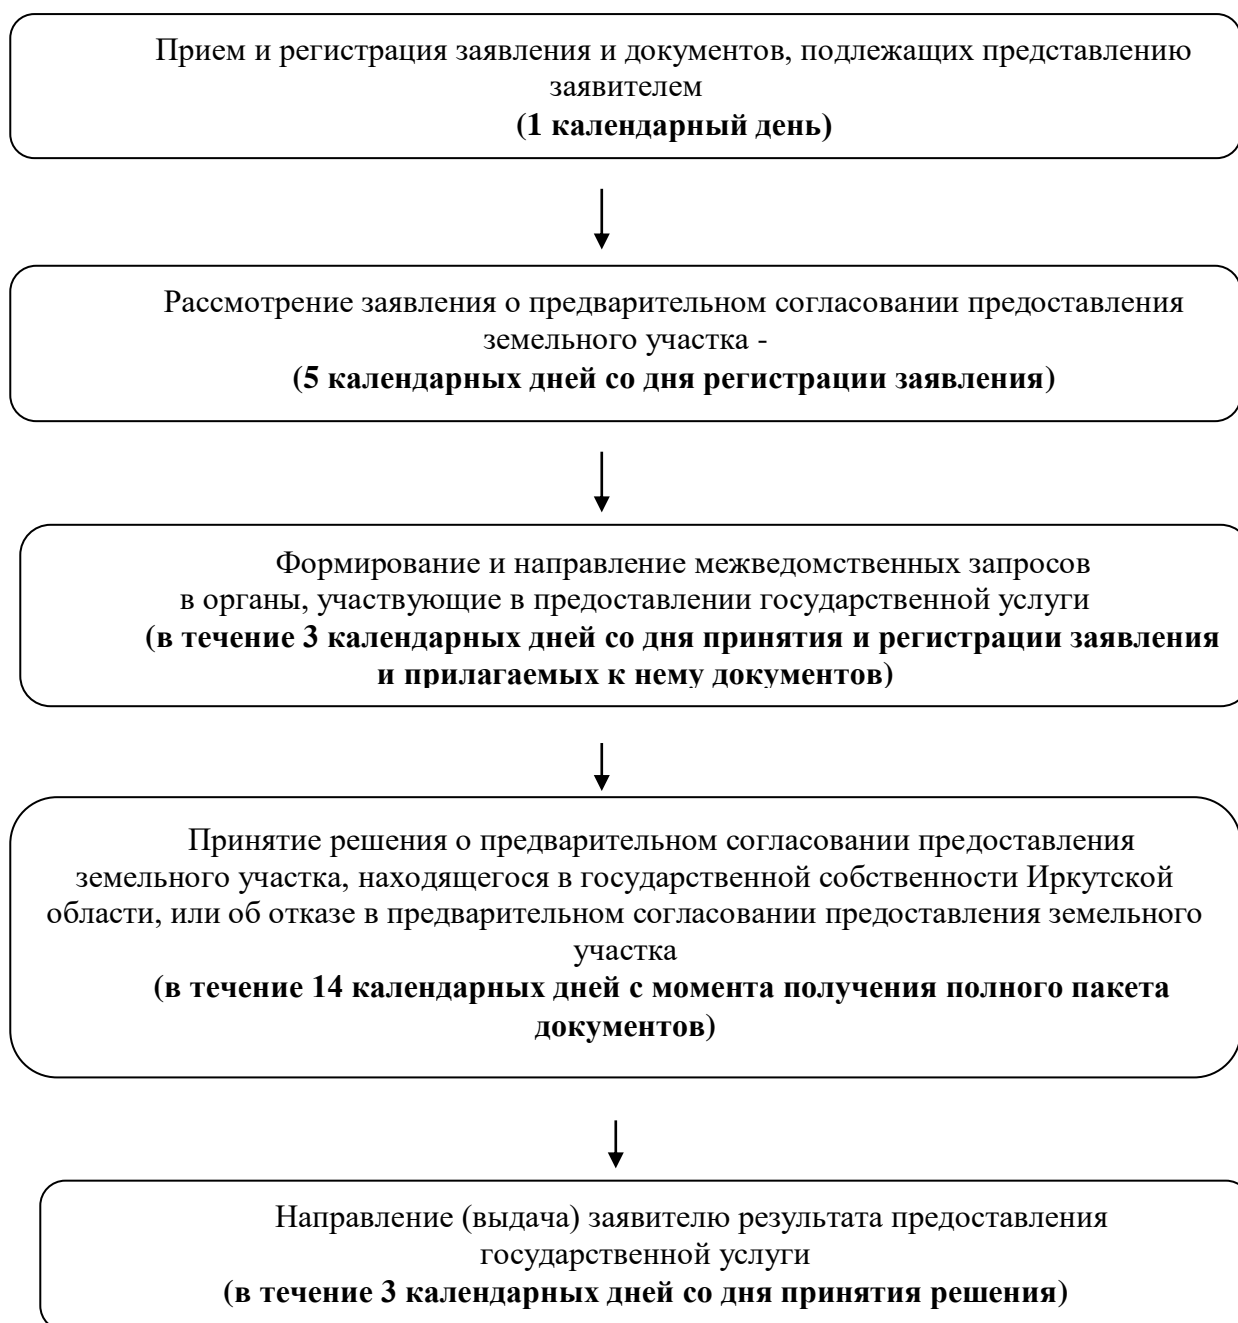 Прием и регистрация заявления и документов, подлежащих представлению
заявителем
(1 календарный день)
Рассмотрение заявления о предварительном согласовании предоставления
земельного участка -
(5 календарных дней со дня регистрации заявления)
Формирование и направление межведомственных запросов
в органы, участвующие в предоставлении государственной услуги
(в течение 3 календарных дней со дня принятия и регистрации заявления
и прилагаемых к нему документов)
Принятие решения о предварительном согласовании предоставления
земельного участка, находящегося в государственной собственности Иркутской
области, или об отказе в предварительном согласовании предоставления земельного
участка
(в течение 14 календарных дней с момента получения полного пакета
документов)
Направление (выдача) заявителю результата предоставления
государственной услуги
(в течение 3 календарных дней со дня принятия решения)